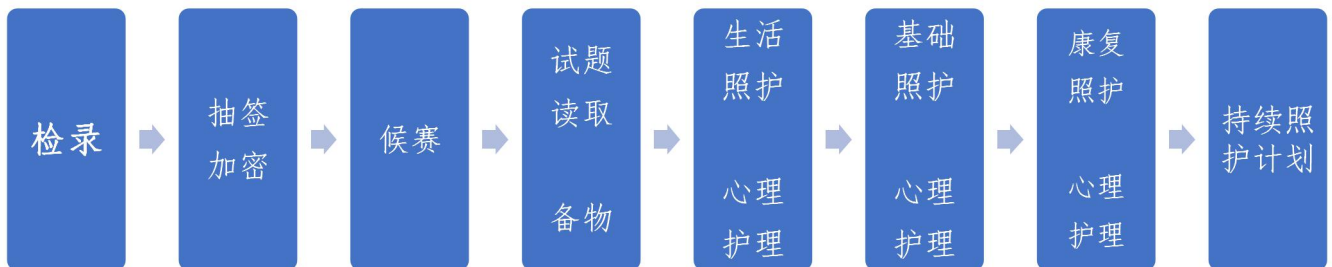 检录
抽签
加密
候赛
试题
读取
备物
生活
照护
心理
护理
基础
照护
心理
护理
康复
照护
心理
护理
持续照
护计划